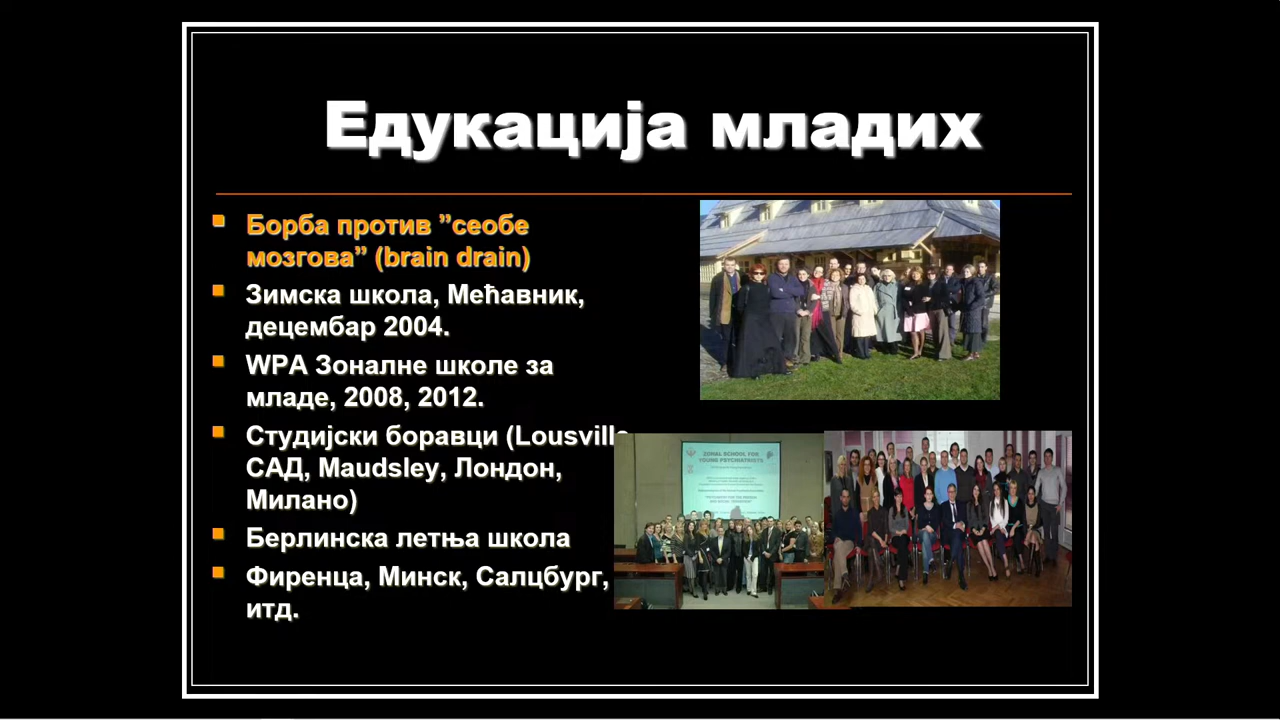 Едукација младих
Борба против ”сеобе
мозгова” (brain drain)
Зимска школа, Мећавник,
децембар 2004.
WPA Зоналне школе за
младе, 2008, 2012.
Студијски боравци (Lousville
САД, Maudsley, Лондон,
Милано)
Берлинска летња школа
Фиренца, Минск, Салцбург,
итд.
ZONAL SCHOOL FOR
YOUNG PSYCHIATRISTS